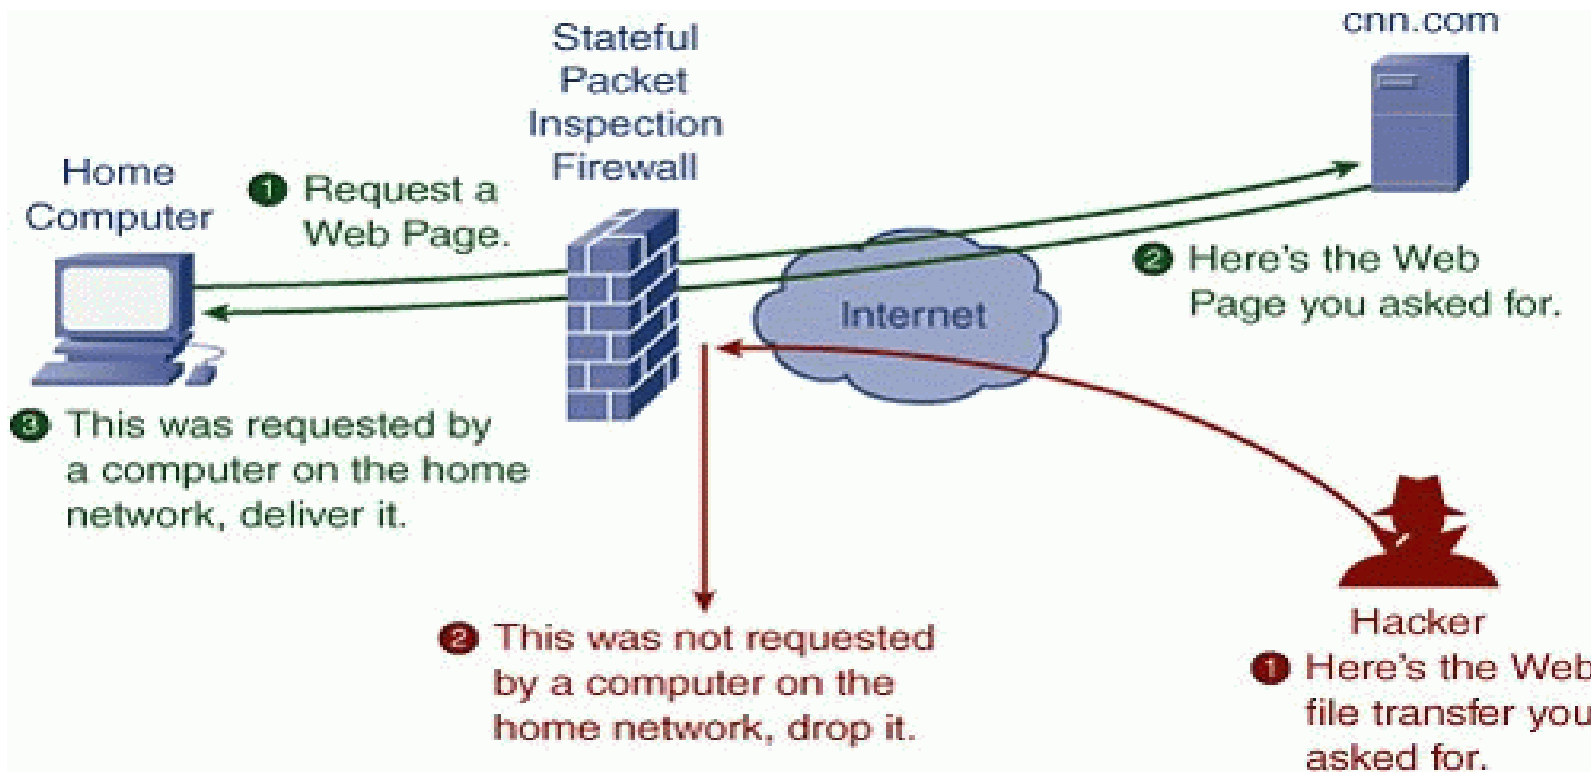 cnn.com
Stateful
Packet
Inspection
Firewall
Home
Computer
1 Request a
Web Page.
2 Here's the Web
Page you asked for.
Internet
3 This was requested by
a computer on the home
network, deliver it.
2 This was not requested
by a computer on the
home network, drop it.
Hacker
1 Here's the Web
file transfer you
asked for.